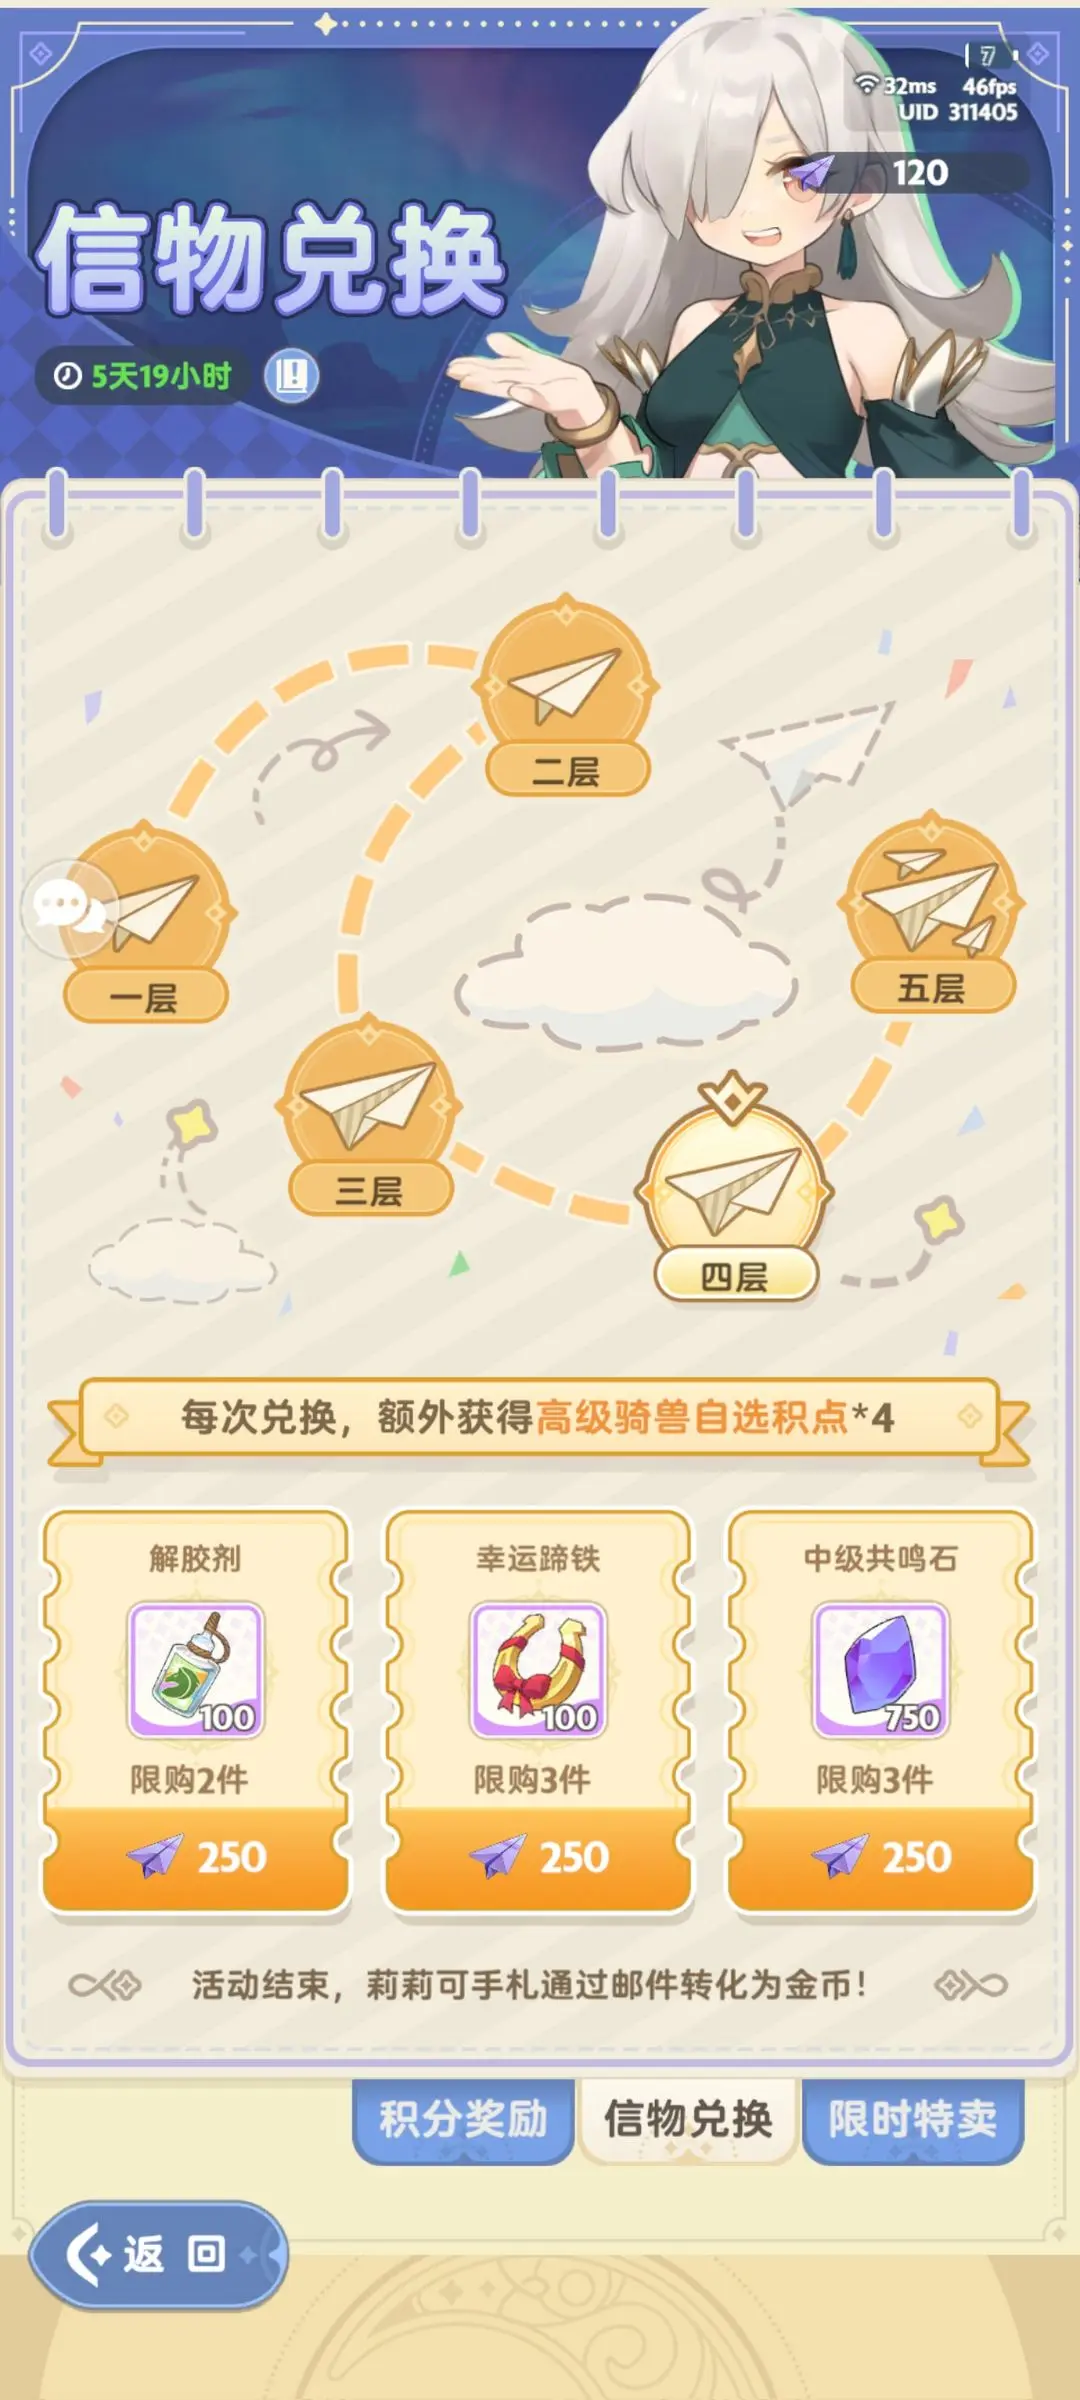 7
32ms 46fps
UID 311405
120
信物兑换
5天19小时
二层
一层
五层
三层
四层
每次兑换，额外获得高级骑兽自选积点*4
解胶剂
幸运蹄铁
中级共鸣石
100
100
750
限购2件
限购3件
限购3件
250
250
250
活动结束，莉莉可手札通过邮件转化为金币！
积分奖励
信物兑换
限时特卖
返回